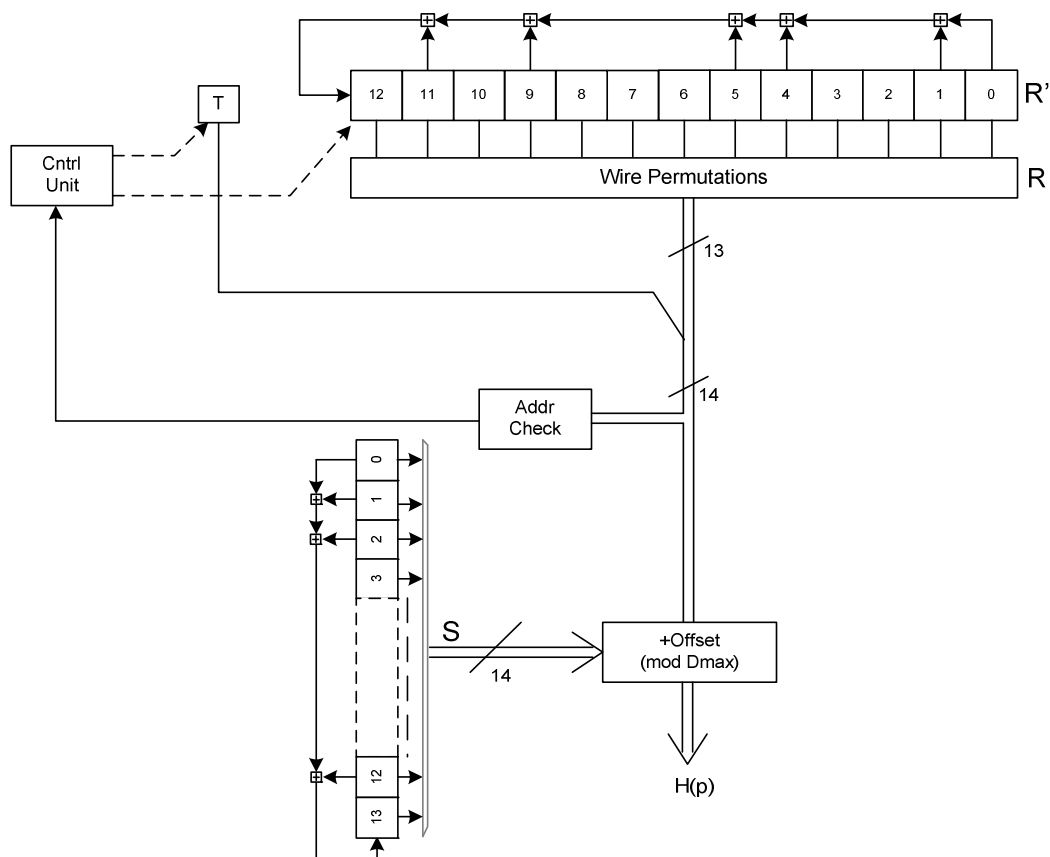 T
12 11 10 9 8 7 6 5 4 3 2 1 0
R'
Cntrl
Unit
Wire Permutations
R
13
14
Addr
Check
0
1
2
3
S
14
+Offset
(mod Dmax)
12
13
H(p)